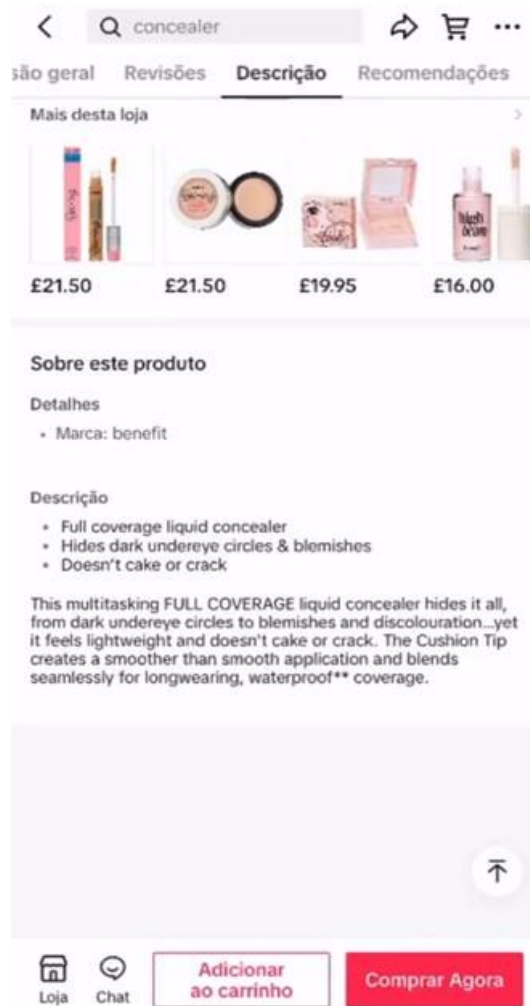 concealer
são geral Revisões Descrição Recomendações
Mais desta loja
high
beam
£21.50 £21.50 £19.95 £16.00
Sobre este produto
Detalhes
• Marca: benefit
Descrição
• Full coverage liquid concealer
• Hides dark undereye circles & blemishes
• Doesn't cake or crack
This multitasking FULL COVERAGE liquid concealer hides it all,
from dark undereye circles to blemishes and discolouration...yet
it feels lightweight and doesn't cake or crack. The Cushion Tip
creates a smoother than smooth application and blends
seamlessly for longwearing, waterproof** coverage.
Loja Chat Adicionar
ao carrinho Comprar Agora